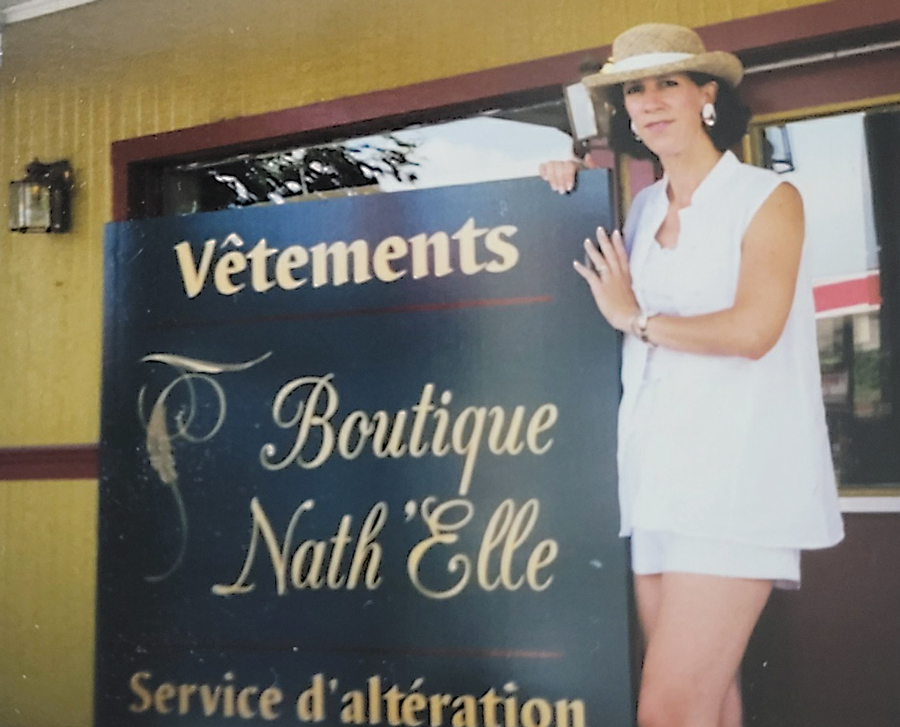 Vêtements
Boutique
Nath'Elle
Service d'altération